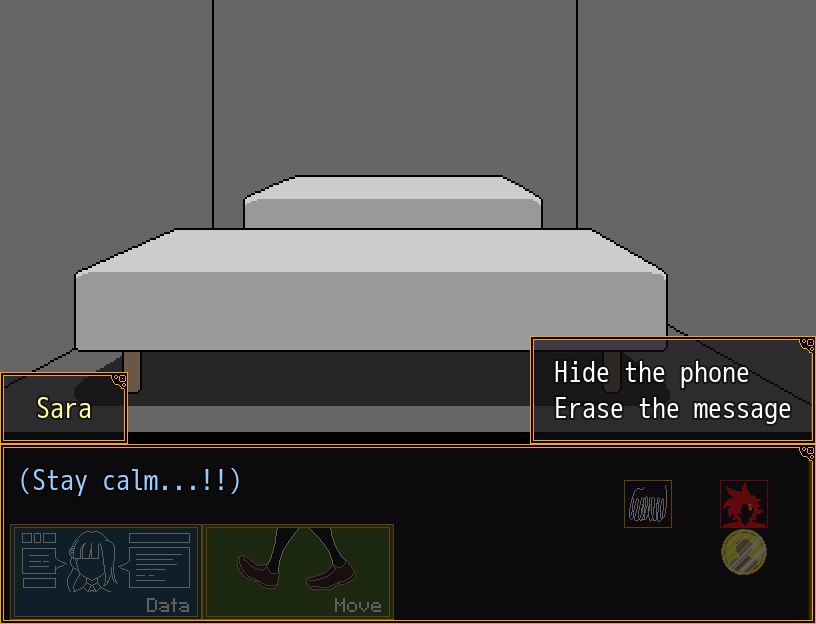 Hide the phone
Erase the message
Sara
(Stay calm...!!)
Data
Move